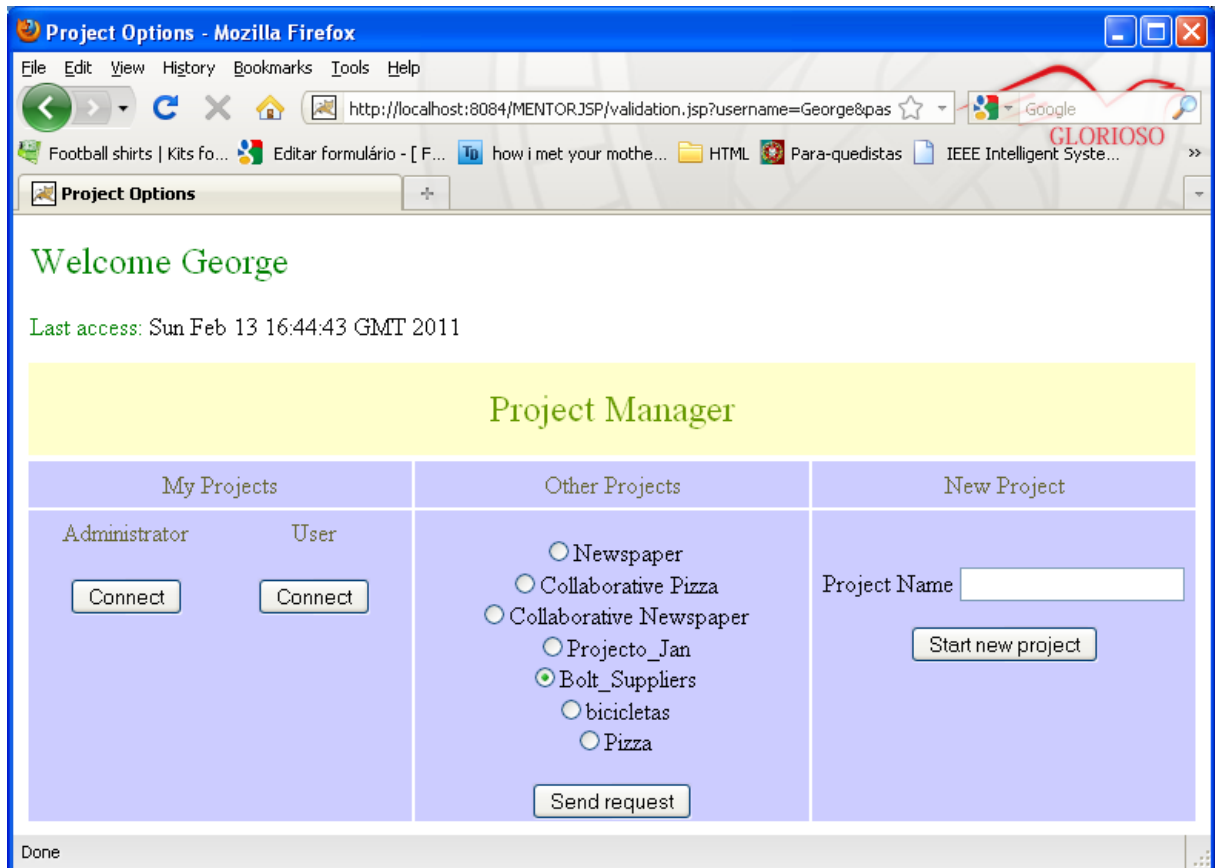 Project Options - Mozilla Firefox
File Edit View History Bookmarks Tools Help
http://localhost:8084/MENTORJSP/validation.jsp?username=George&pas
Google
GLORIOSO
Football shirts | Kits fo... Editar formulário - [ F... TD how i met your mothe... HTML Para-quedistas IEEE Intelligent Syste... »
Project Options
Welcome George
Last access: Sun Feb 13 16:44:43 GMT 2011
Project Manager
My Projects Other Projects New Project
Administrator User
Connect Connect
Newspaper
Collaborative Pizza
Collaborative Newspaper
Projecto_Jan
Bolt_Suppliers
bicicletas
Pizza
Send request
Project Name
Start new project
Done